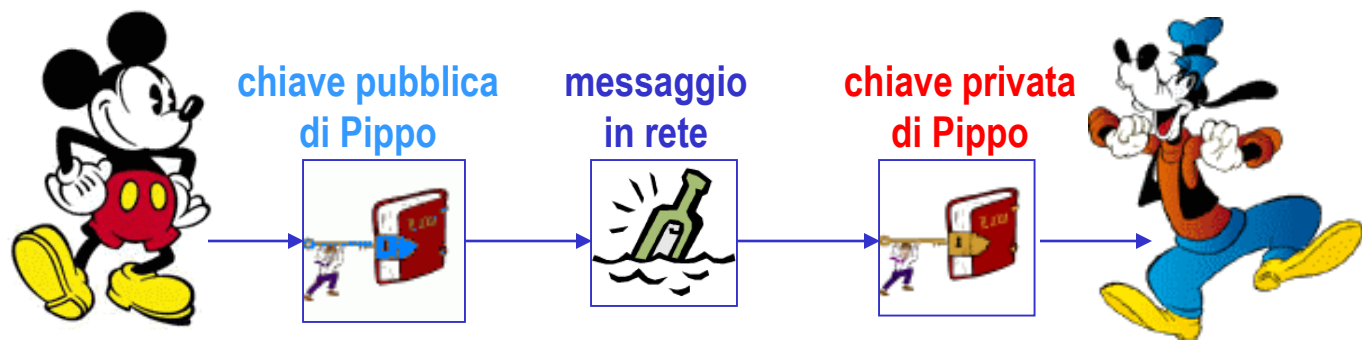 chiave pubblica
di Pippo
messaggio
in rete
chiave privata
di Pippo